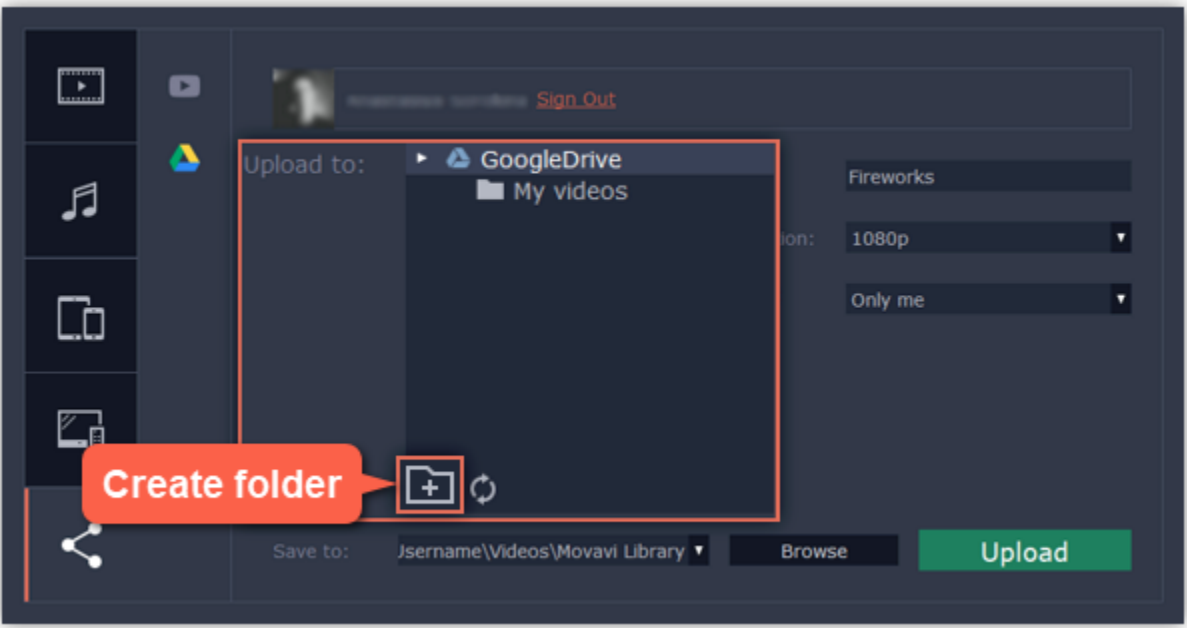 Sign Out
Upload to:
GoogleDrive
My videos
Fireworks
ion:
1080p
Only me
Create folder
Save to:
Jsername\Videos\Movavi Library
Browse
Upload